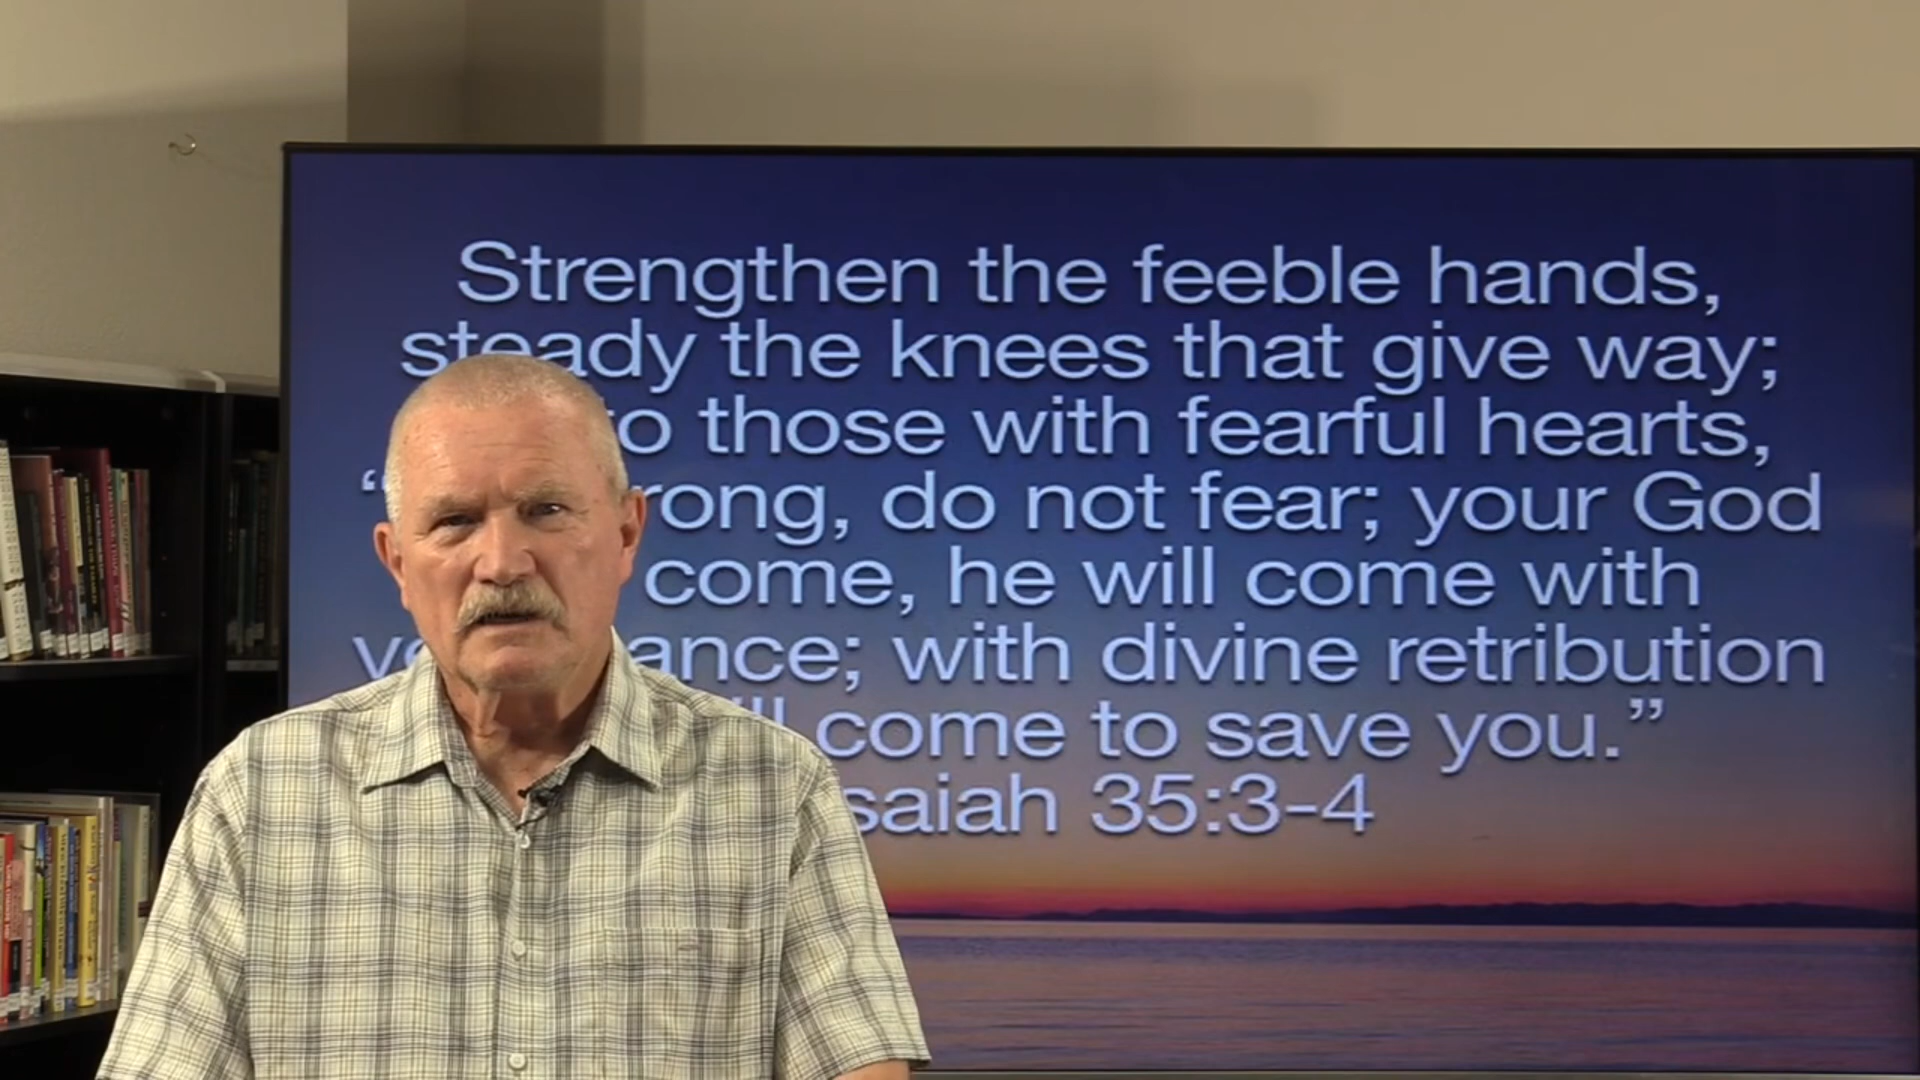 Strengthen the feeble hands,
steady the knees that give way;
to those with fearful hearts,
rong, do not fear; your God
come, he will come with
ance; with divine retribution
come to save you.”
saiah 35:3-4